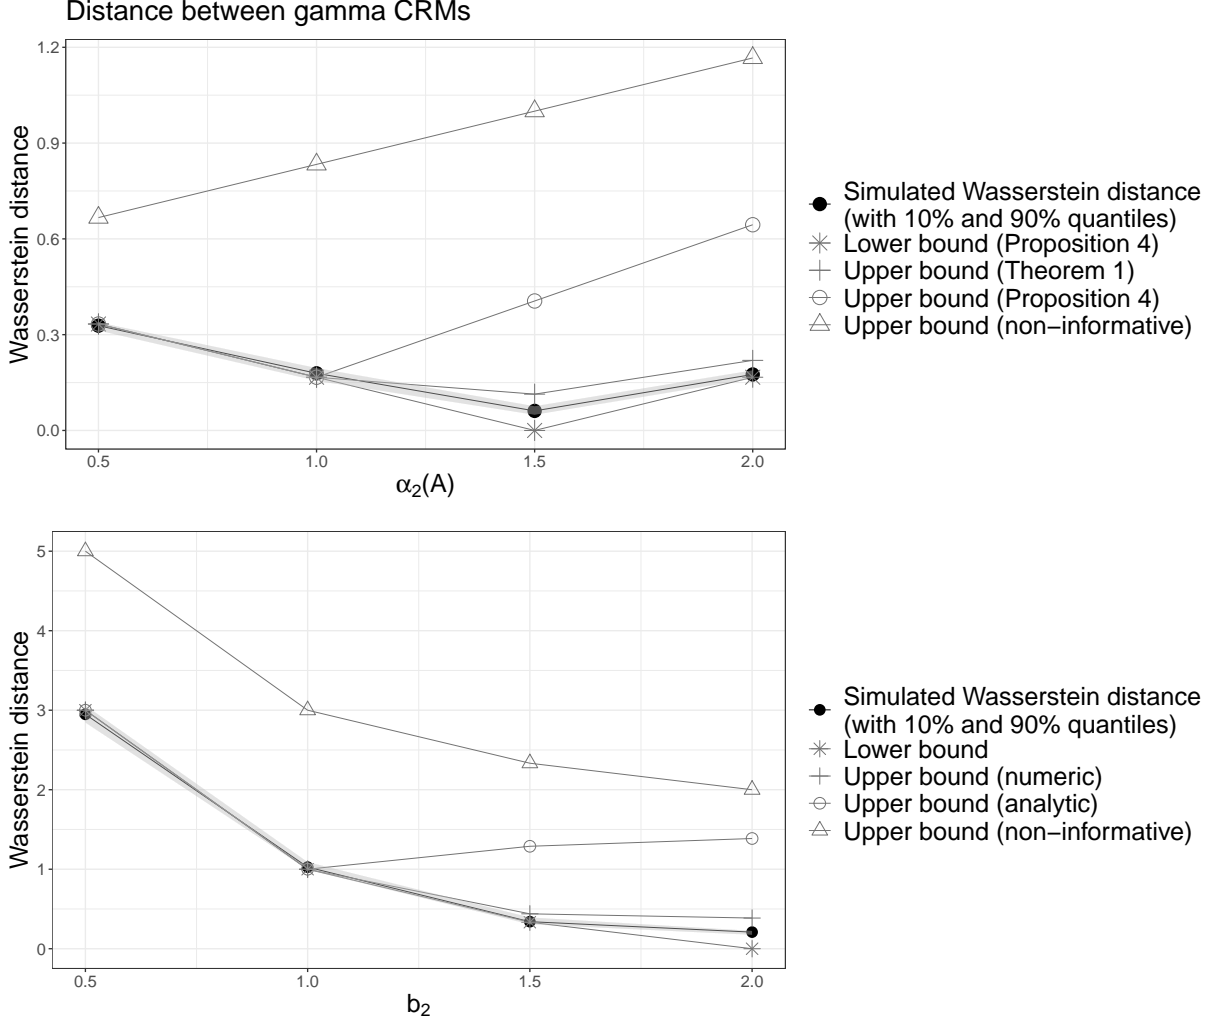 Distance between gamma CRMs
Wasserstein distance
1.2
0.9
0.6
0.3
0.0
0.5
1.0
1.5
2.0
α₂(A)
Simulated Wasserstein distance
(with 10% and 90% quantiles)
Lower bound (Proposition 4)
Upper bound (Theorem 1)
Upper bound (Proposition 4)
Upper bound (non−informative)
Wasserstein distance
5
4
3
2
1
0
0.5
1.0
1.5
2.0
b₂
Simulated Wasserstein distance
(with 10% and 90% quantiles)
Lower bound
Upper bound (numeric)
Upper bound (analytic)
Upper bound (non−informative)